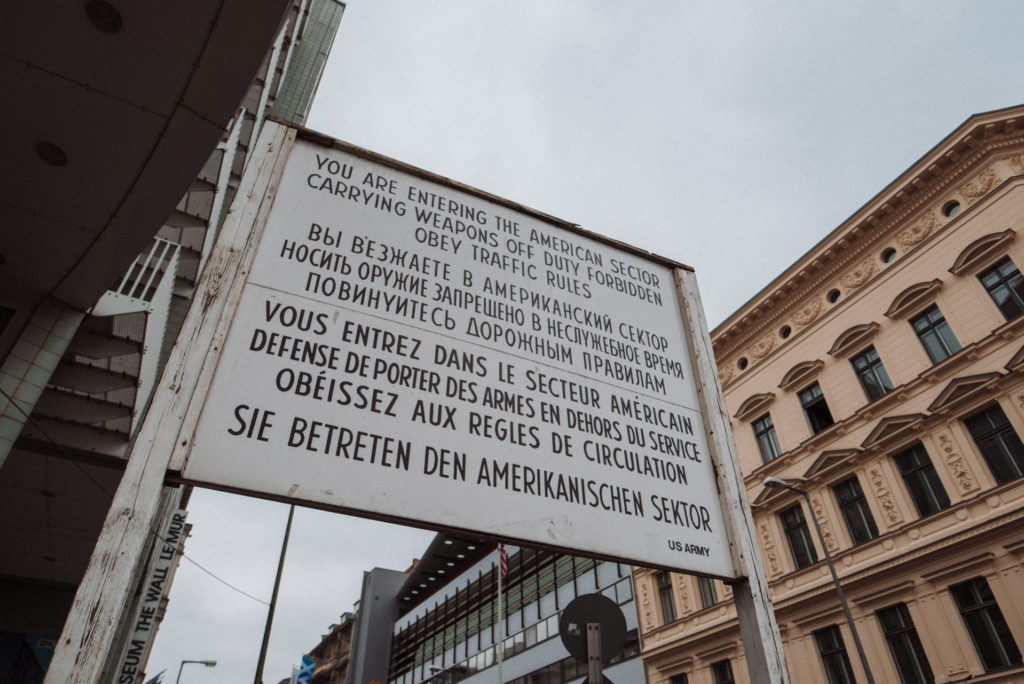 YOU ARE ENTERING THE AMERICAN SECTOR
CARRYING WEAPONS OFF DUTY FORBIDDEN
OBEY TRAFFIC RULES
ВЫ ВЪЕЗЖАЕТЕ В АМЕРИКАНСКИЙ СЕКТОР
НОСИТЬ ОРУЖИЕ ЗАПРЕШЕНО В НЕСЛУЖЕБНОЕ ВРЕМЯ
ПОВИНУИТЕСЬ ДОРОЖНЫМ ПРАВИЛАМ
VOUS ENTREZ DANS LE SECTEUR AMÉRICAIN
DEFENSE DE PORTER DES ARMES EN DEHORS DU SERVICE
OBÉISSEZ AUX REGLES DE CIRCULATION
SIE BETRETEN DEN AMERIKANISCHEN SEKTOR
US ARMY
SEUM THE WALL LE MUR